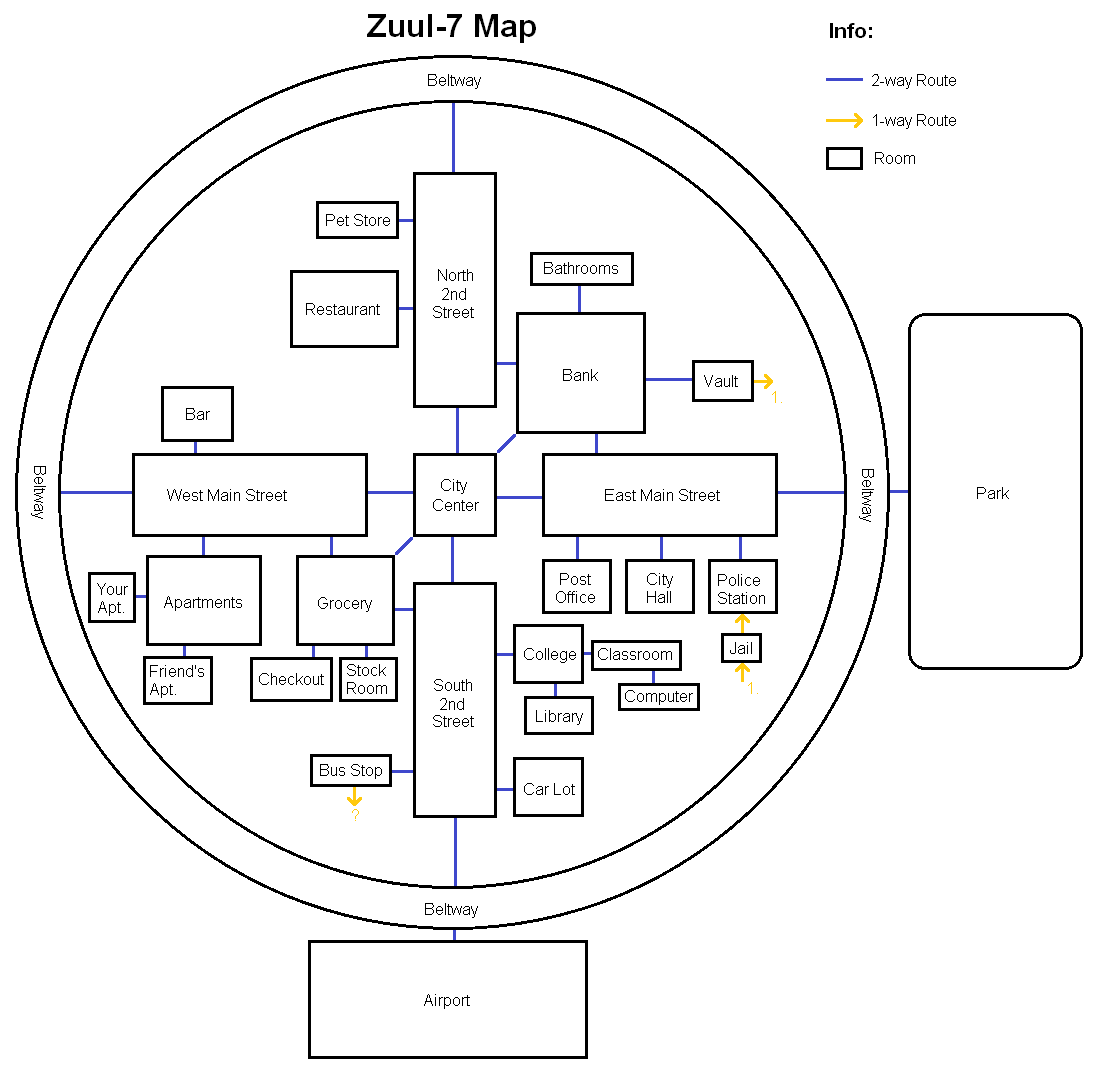 Zuul-7 Map
Info:
2-way Route
1-way Route
Room
Beltway
Pet Store
North
2nd
Street
Bathrooms
Restaurant
Bank
Vault
1.
Bar
Beltway
West Main Street
City
Center
East Main Street
Beltway
Park
Your
Apt.
Apartments
Grocery
Post
Office
City
Hall
Police
Station
Friend's
Apt.
Checkout
Stock
Room
College
Classroom
Jail
1.
Computer
South
2nd
Street
Library
Bus Stop
?
Car Lot
Beltway
Airport